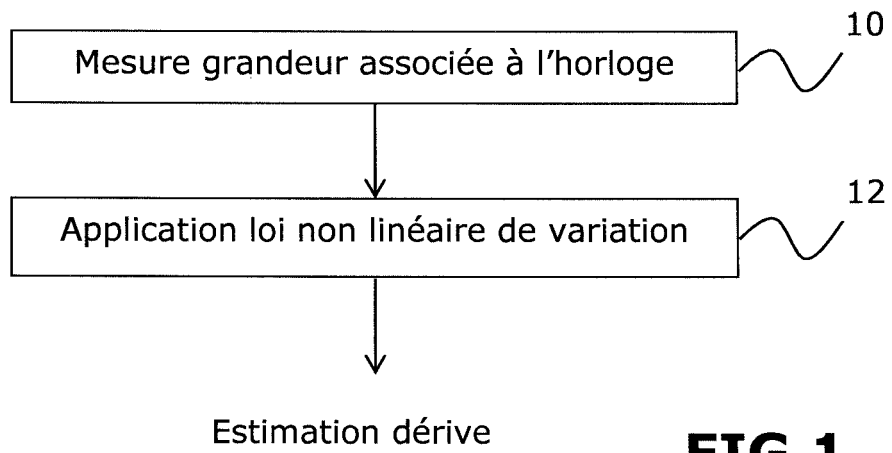 10
Mesure grandeur associée à l'horloge
12
Application loi non linéaire de variation
Estimation dérive
FIG 1